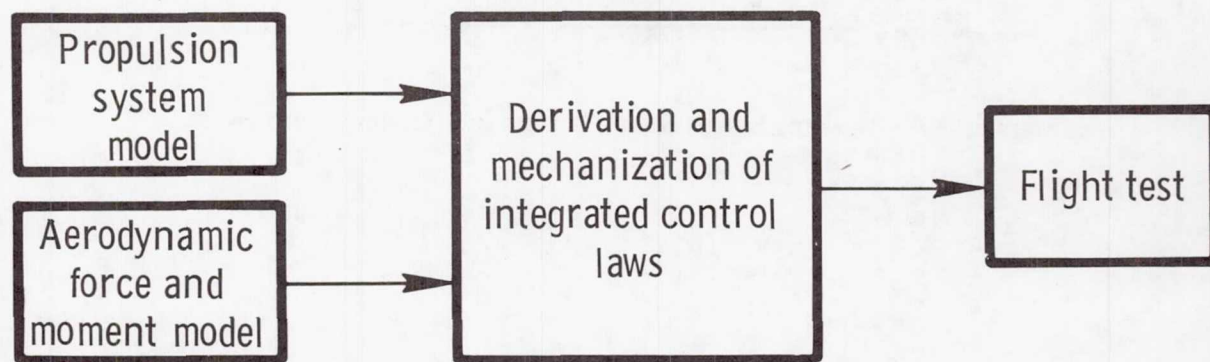 Propulsion
system
model
Aerodynamic
force and
moment model
Derivation and
mechanization of
integrated control
laws
Flight test